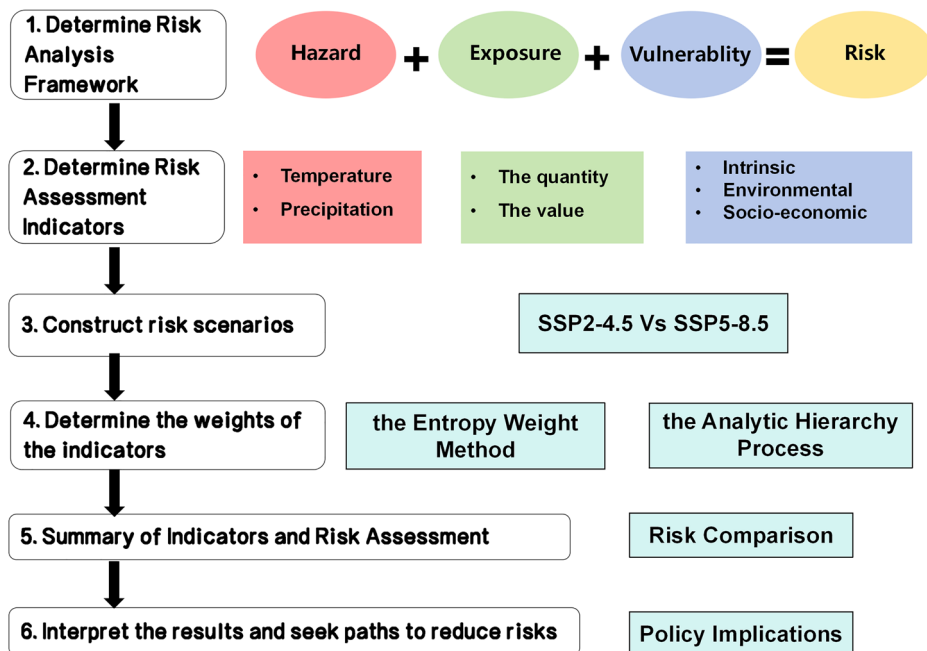 1. Determine Risk
Analysis
Framework
Hazard + Exposure + Vulnerablity = Risk
2. Determine Risk
Assessment
Indicators
• Temperature
• Precipitation
• The quantity
• The value
• Intrinsic
• Environmental
• Socio-economic
3. Construct risk scenarios
SSP2-4.5 Vs SSP5-8.5
4. Determine the weights of
the indicators
the Entropy Weight
Method
the Analytic Hierarchy
Process
5. Summary of Indicators and Risk Assessment
Risk Comparison
6. Interpret the results and seek paths to reduce risks
Policy Implications